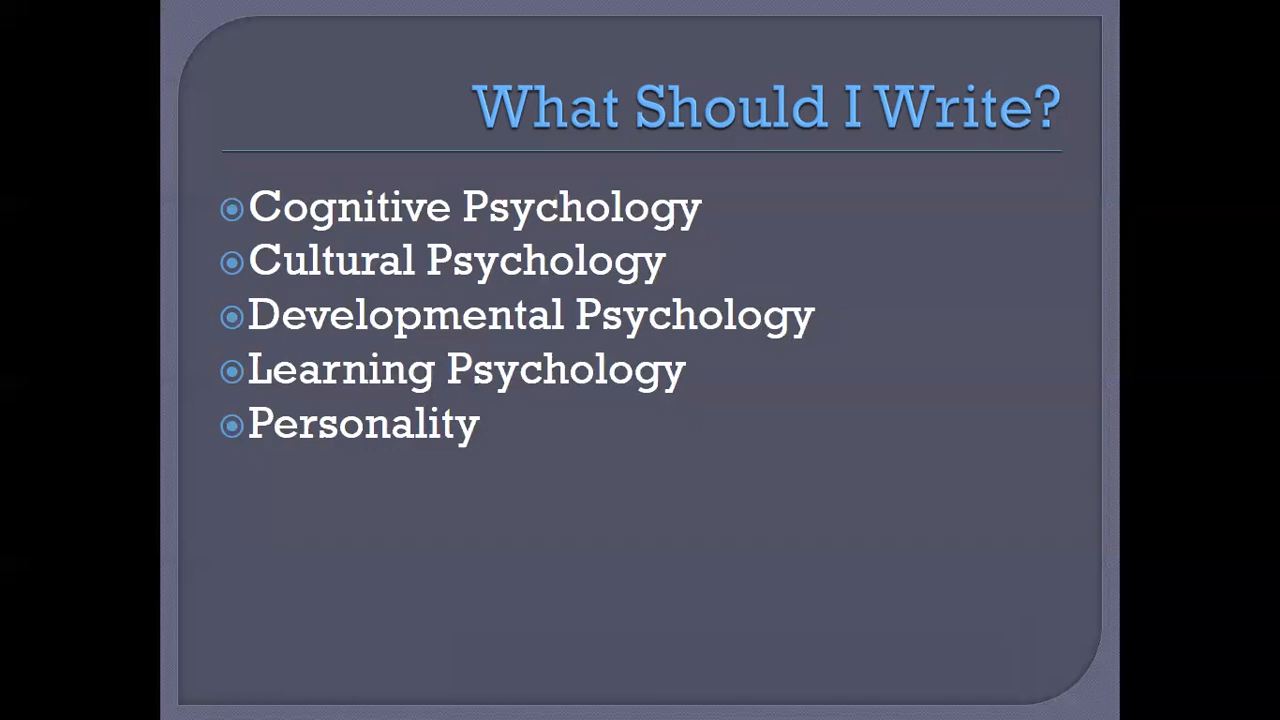 What Should I Write?
Cognitive Psychology
Cultural Psychology
Developmental Psychology
Learning Psychology
Personality